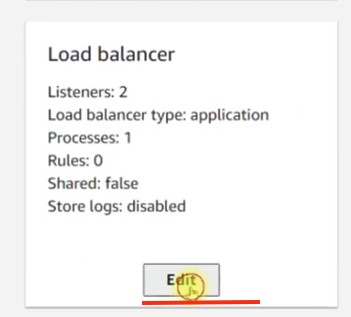 Load balancer
Listeners: 2
Load balancer type: application
Processes: 1
Rules: 0
Shared: false
Store logs: disabled
Edit